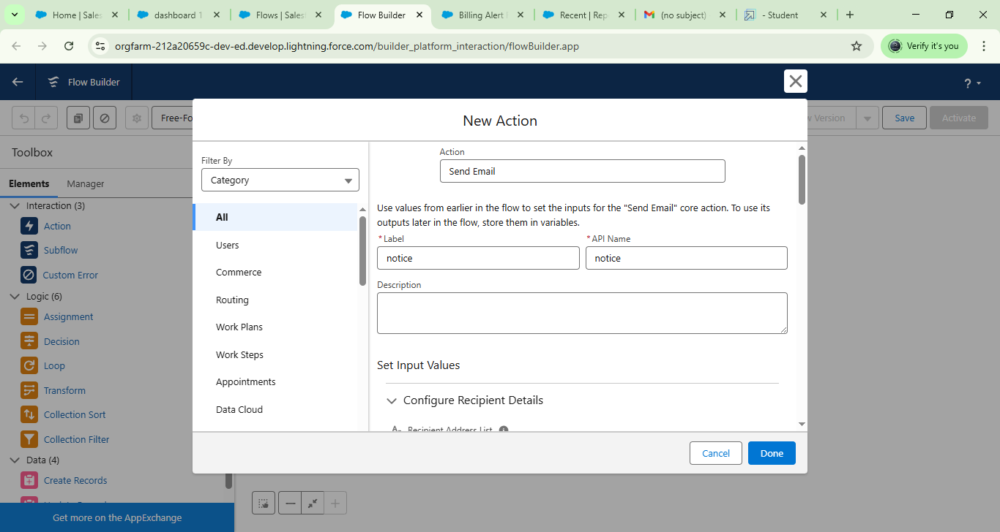 Home | Sales
dashboard 1
Flows | Sales
Flow Builder
Billing Alert
Recent | Rep
(no subject)
- Student
orgfarm-212a20659c-dev-ed.develop.lightning.force.com/builder_platform_interaction/flowBuilder.app
Verify it's you
Flow Builder
?
Free-Fo
w Version
Save
Activate
New Action
Toolbox
Elements
Manager
Interaction (3)
Action
Subflow
Custom Error
Logic (6)
Assignment
Decision
Loop
Transform
Collection Sort
Collection Filter
Data (4)
Create Records
Get more on the AppExchange
Filter By
Category
All
Users
Commerce
Routing
Work Plans
Work Steps
Appointments
Data Cloud
Action
Send Email
Use values from earlier in the flow to set the inputs for the "Send Email" core action. To use its
outputs later in the flow, store them in variables.
* Label
* API Name
notice
notice
Description
Set Input Values
Configure Recipient Details
Recipient Address List
Cancel
Done